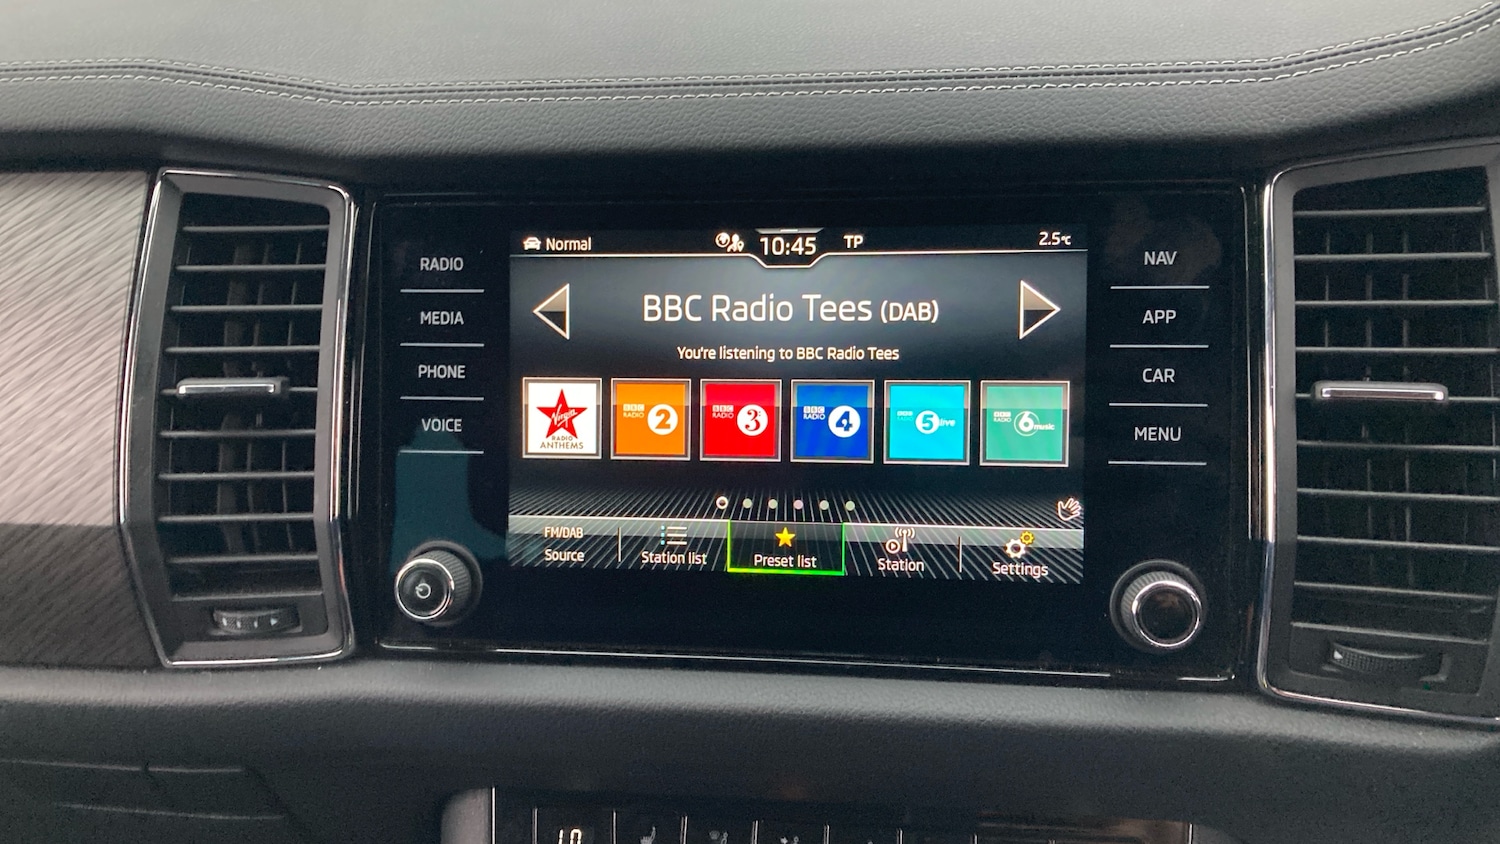 Normal
10:45
TP
2.5°C
RADIO
MEDIA
PHONE
VOICE
NAV
APP
CAR
MENU
BBC Radio Tees (DAB)
You're listening to BBC Radio Tees
Virgin
RADIO
ANTHEMS
BBC
RADIO 2
BBC
RADIO 3
BBC
RADIO 4
BBC
RADIO 5 live
BBC
RADIO 6 music
FM/DAB
Source
Station list
Preset list
Station
Settings